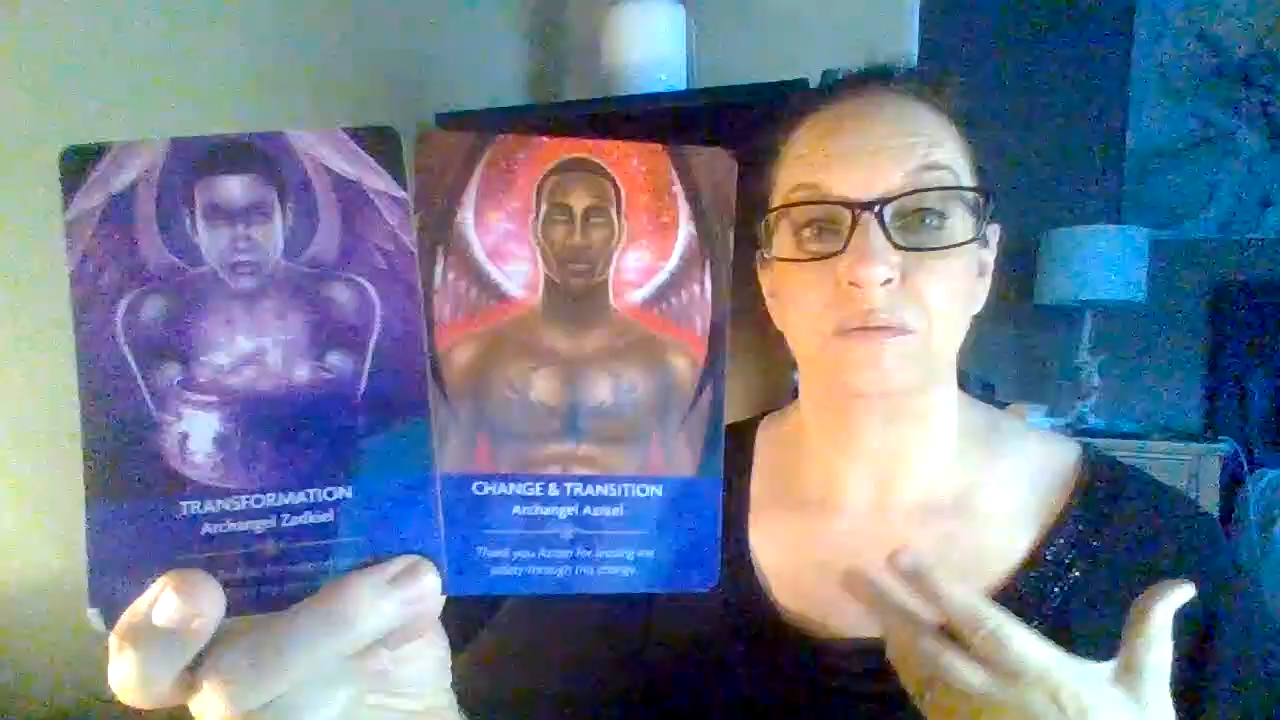 TRANSFORMATION
Archangel Zadkiel
CHANGE & TRANSITION
Archangel Azrael
Thank you Azrael for leading me
safely through this change.